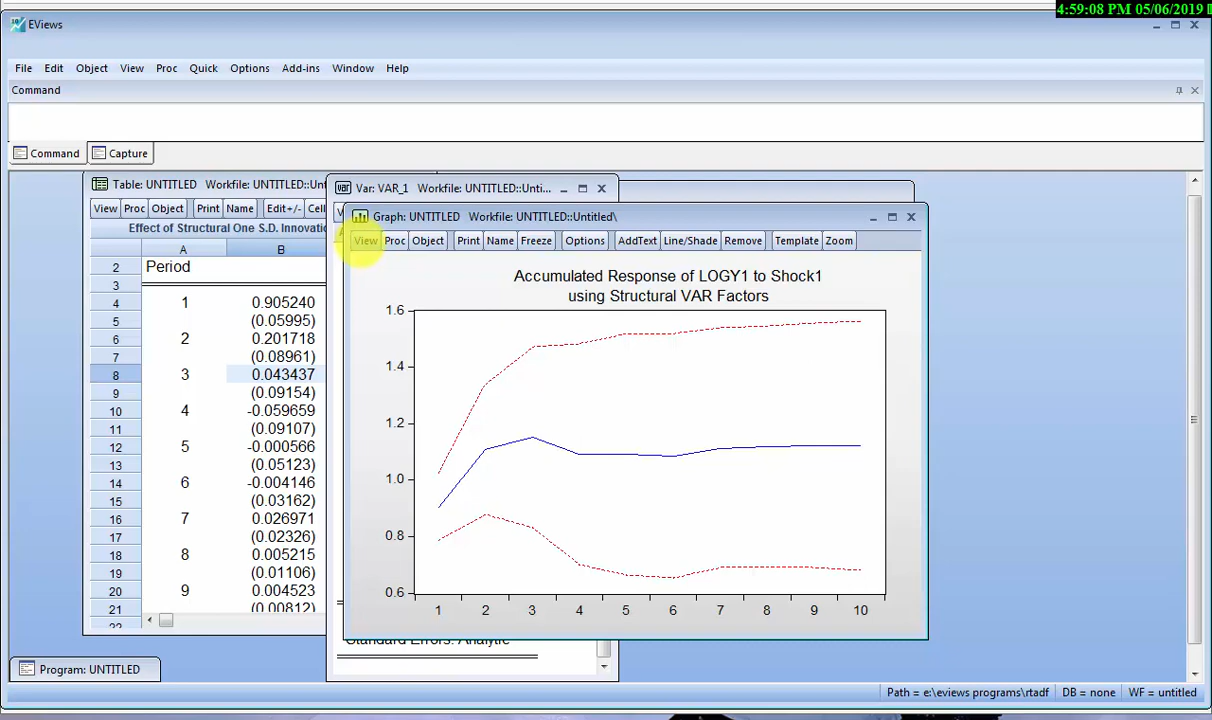 4:59:08 PM 05/06/2019
EViews
File Edit Object View Proc Quick Options Add-ins Window Help
Command
Command Capture
Table: UNTITLED Workfile: UNTITLED::Unt
View Proc Object Print Name Edit+/- Cell
Effect of Structural One S.D. Innovatio
A B
2 Period
3
4 1 0.905240
5 (0.05995)
6 2 0.201718
7 (0.08961)
8 3 0.043437
9 (0.09154)
10 4 -0.059659
11 (0.09107)
12 5 -0.000566
13 (0.05123)
14 6 -0.004146
15 (0.03162)
16 7 0.026971
17 (0.02326)
18 8 0.005215
19 (0.01106)
20 9 0.004523
21 (0.00812)
22
Var: VAR_1 Workfile: UNTITLED::Unti...
var
Graph: UNTITLED Workfile: UNTITLED::Untitled\
View Proc Object Print Name Freeze Options AddText Line/Shade Remove Template Zoom
Accumulated Response of LOGY1 to Shock1
using Structural VAR Factors
1.6
1.4
1.2
1.0
0.8
0.6
1 2 3 4 5 6 7 8 9 10
Standard Errors: Analytic
Program: UNTITLED
Path = e:\eviews programs\rtadf DB = none WF = untitled